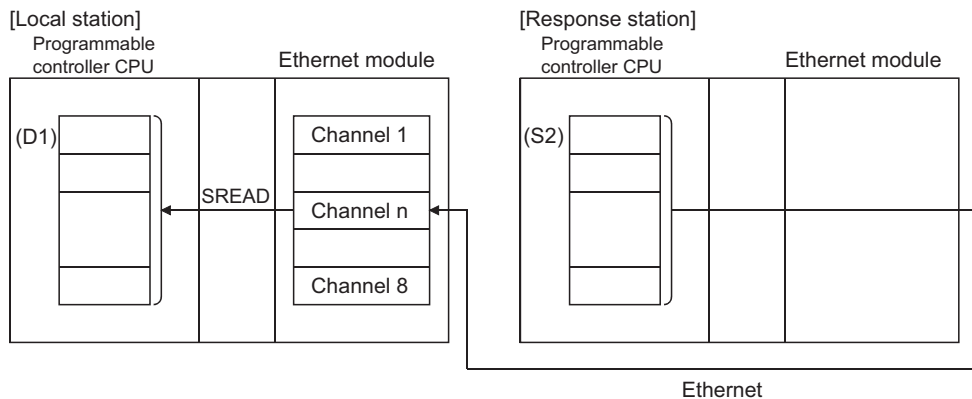 [Local station]
Programmable
controller CPU
Ethernet module
(D1)
Channel 1
SREAD
Channel n
Channel 8
[Response station]
Programmable
controller CPU
Ethernet module
(S2)
Ethernet